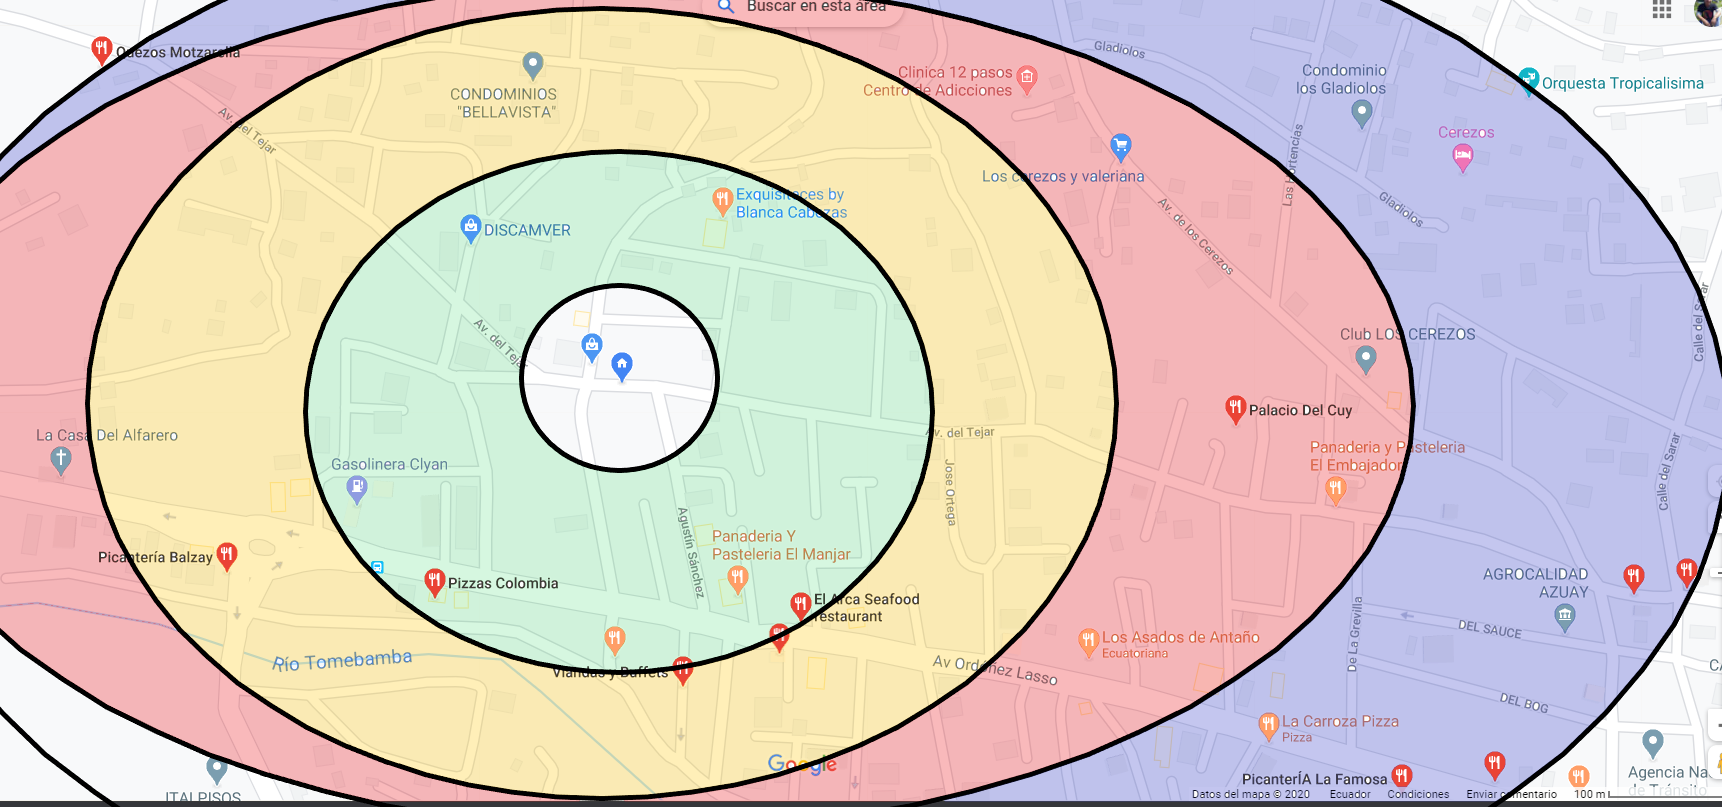 Buscar en esta área
Quezos Motzarella
CONDOMINIOS
"BELLAVISTA"
Clinica 12 pasos
Centro de Adicciones
Gladiolos
Condominio
los Gladiolos
Orquesta Tropicalisima
Av. del Tejar
Cerezos
Los cerezos y valeriana
Las Hortencias
Exquisiteces by
Blanca Cabezas
DISCAMVER
Av. de los Cerezos
Gladiolos
Av. del Tejar
Club LOS CEREZOS
Calle del Sarar
Palacio Del Cuy
La Casa Del Alfarero
Av. del Tejar
Panaderia y Pasteleria
El Embajador
Gasolinera Clyan
Jose Ortega
Calle del Sarar
Agustin Sánchez
Panaderia Y
Pasteleria El Manjar
Picantería Balzay
Pizzas Colombia
AGROCALIDAD
AZUAY
El Arca Seafood
restaurant
De La Grevilla
DEL SAUCE
Los Asados de Antaño
Ecuatoriana
Río Tomebamba
Viandas y Buffets
Av Ordóñez Lasso
DEL BOG
La Carroza Pizza
Pizza
Google
ITALPISOS
PicanterÍA La Famosa
Agencia Na
de Tránsito
Datos del mapa © 2020 Ecuador Condiciones Enviar comentario 100 m